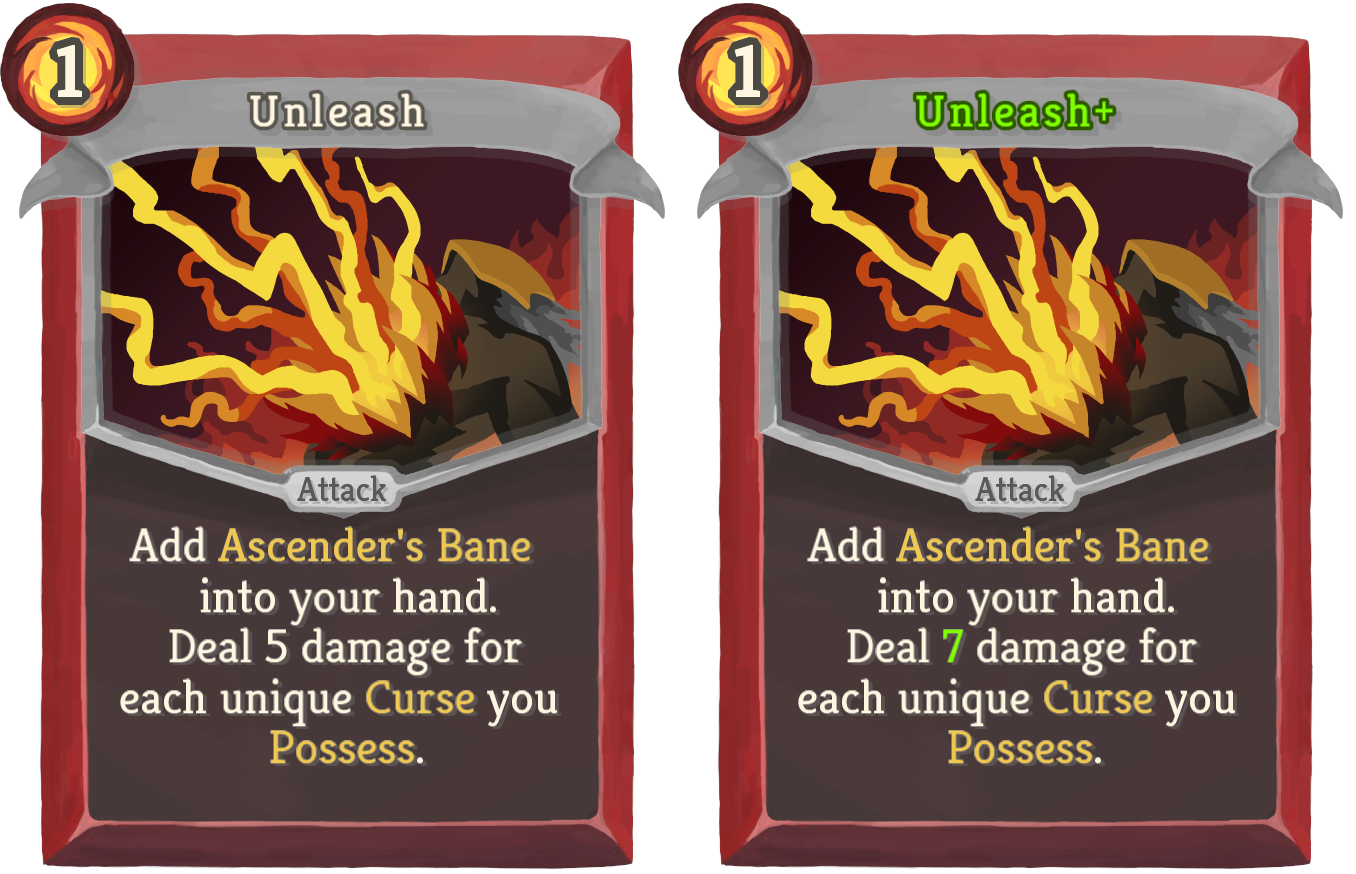 1
Unleash
Attack
Add Ascender's Bane
into your hand.
Deal 5 damage for
each unique Curse you
Possess.
1
Unleash+
Attack
Add Ascender's Bane
into your hand.
Deal 7 damage for
each unique Curse you
Possess.